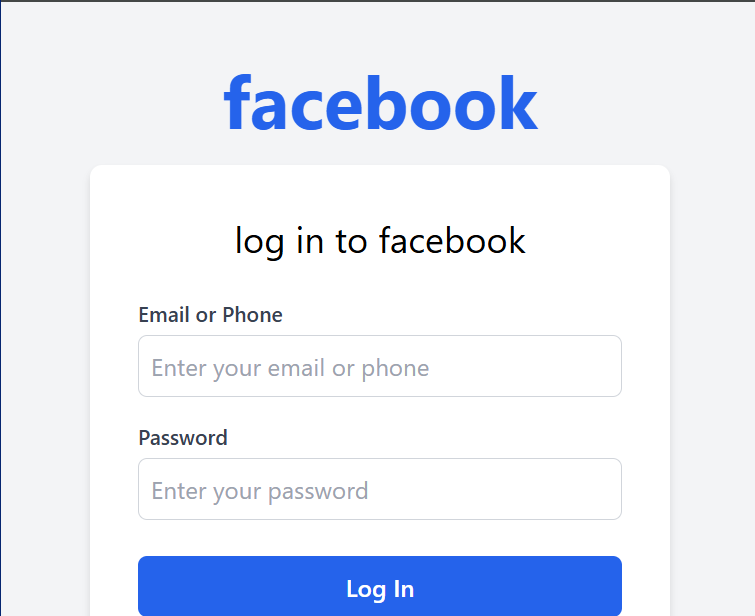 facebook
log in to facebook
Email or Phone
Enter your email or phone
Password
Enter your password
Log In